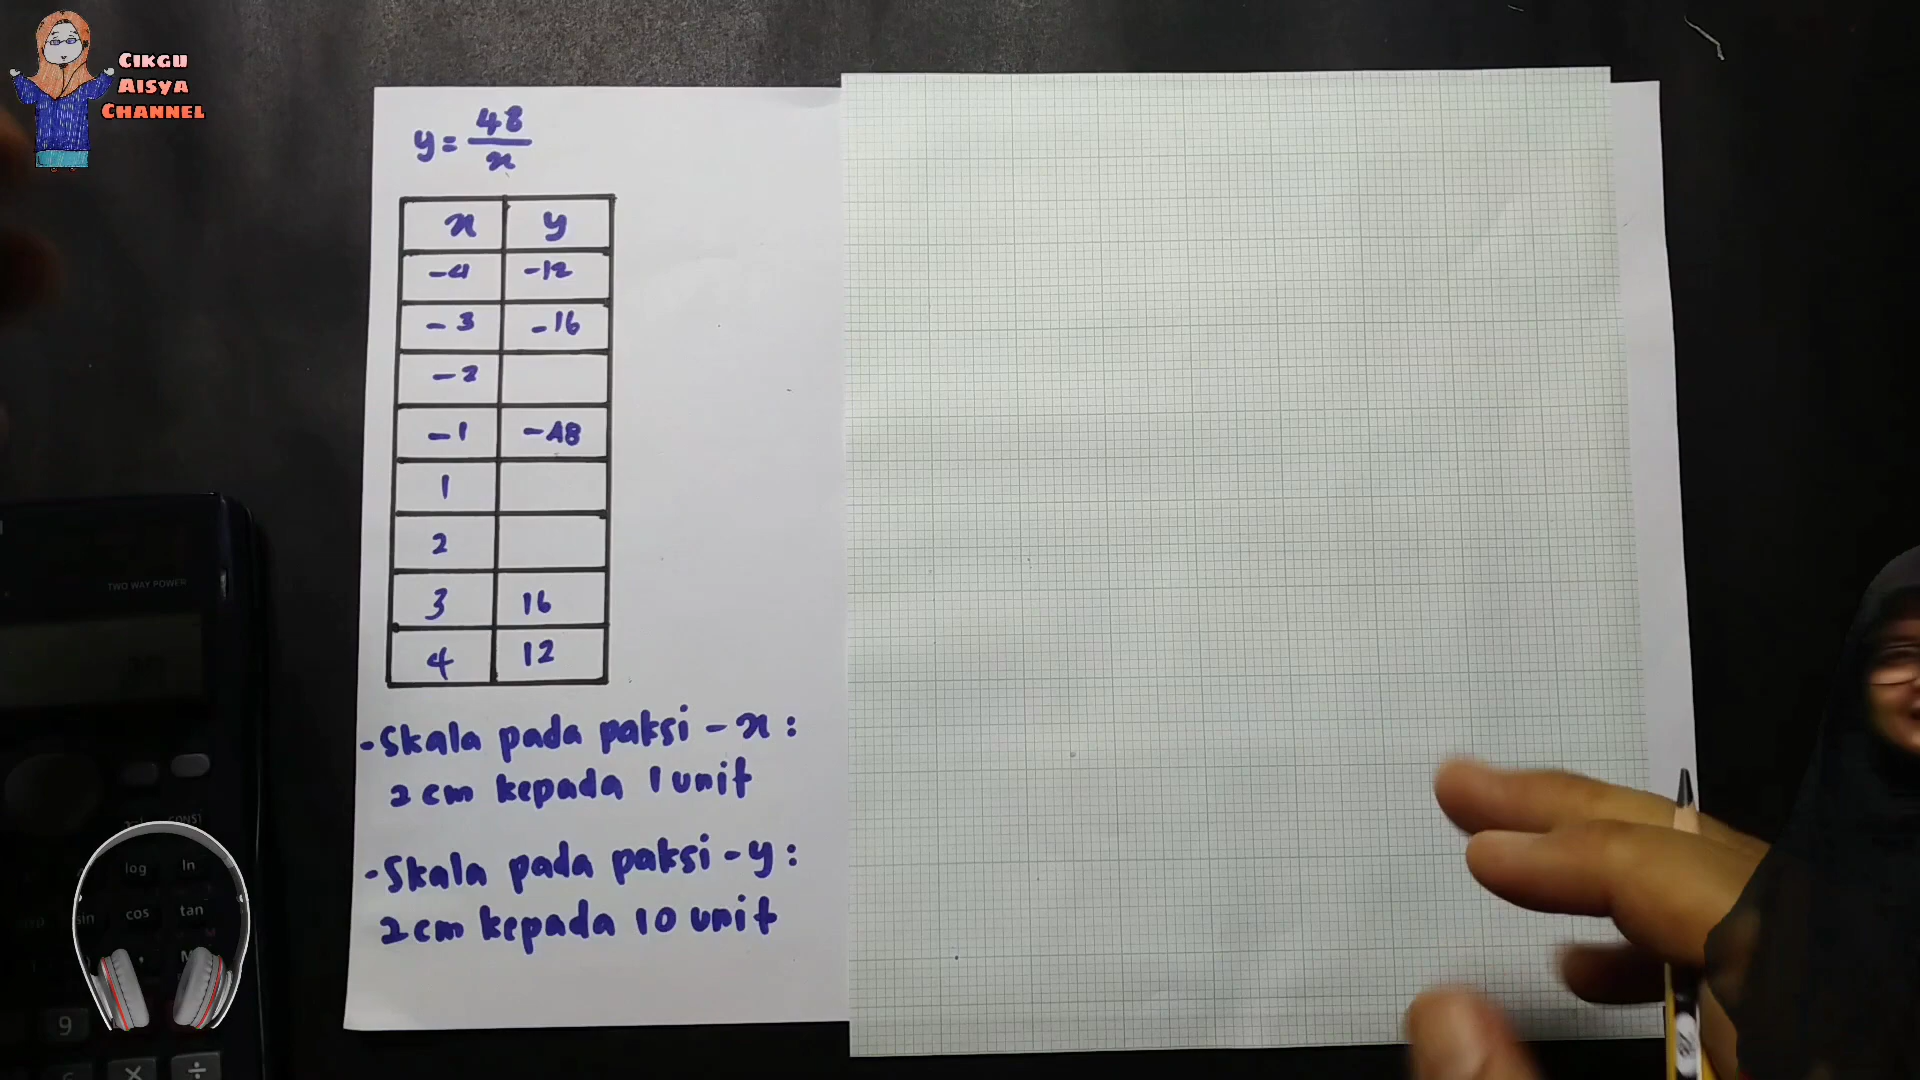 CIKGU
AISYA
CHANNEL
y = 48/x
x y
-4 -12
-3 -16
-2
-1 -48
1
2
3 16
4 12
- Skala pada paksi - x :
2 cm kepada 1 unit
- Skala pada paksi - y :
2 cm kepada 10 unit
TWO WAY POWER
CONST
log ln
sin cos tan
9
× ÷